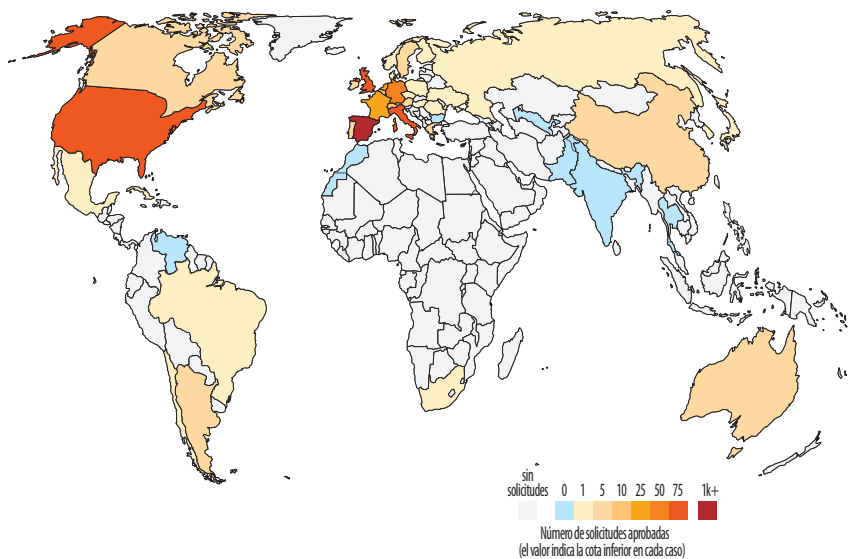 sin
solicitudes 0 1 5 10 25 50 75 1k+
Número de solicitudes aprobadas
(el valor indica la cota inferior en cada caso)